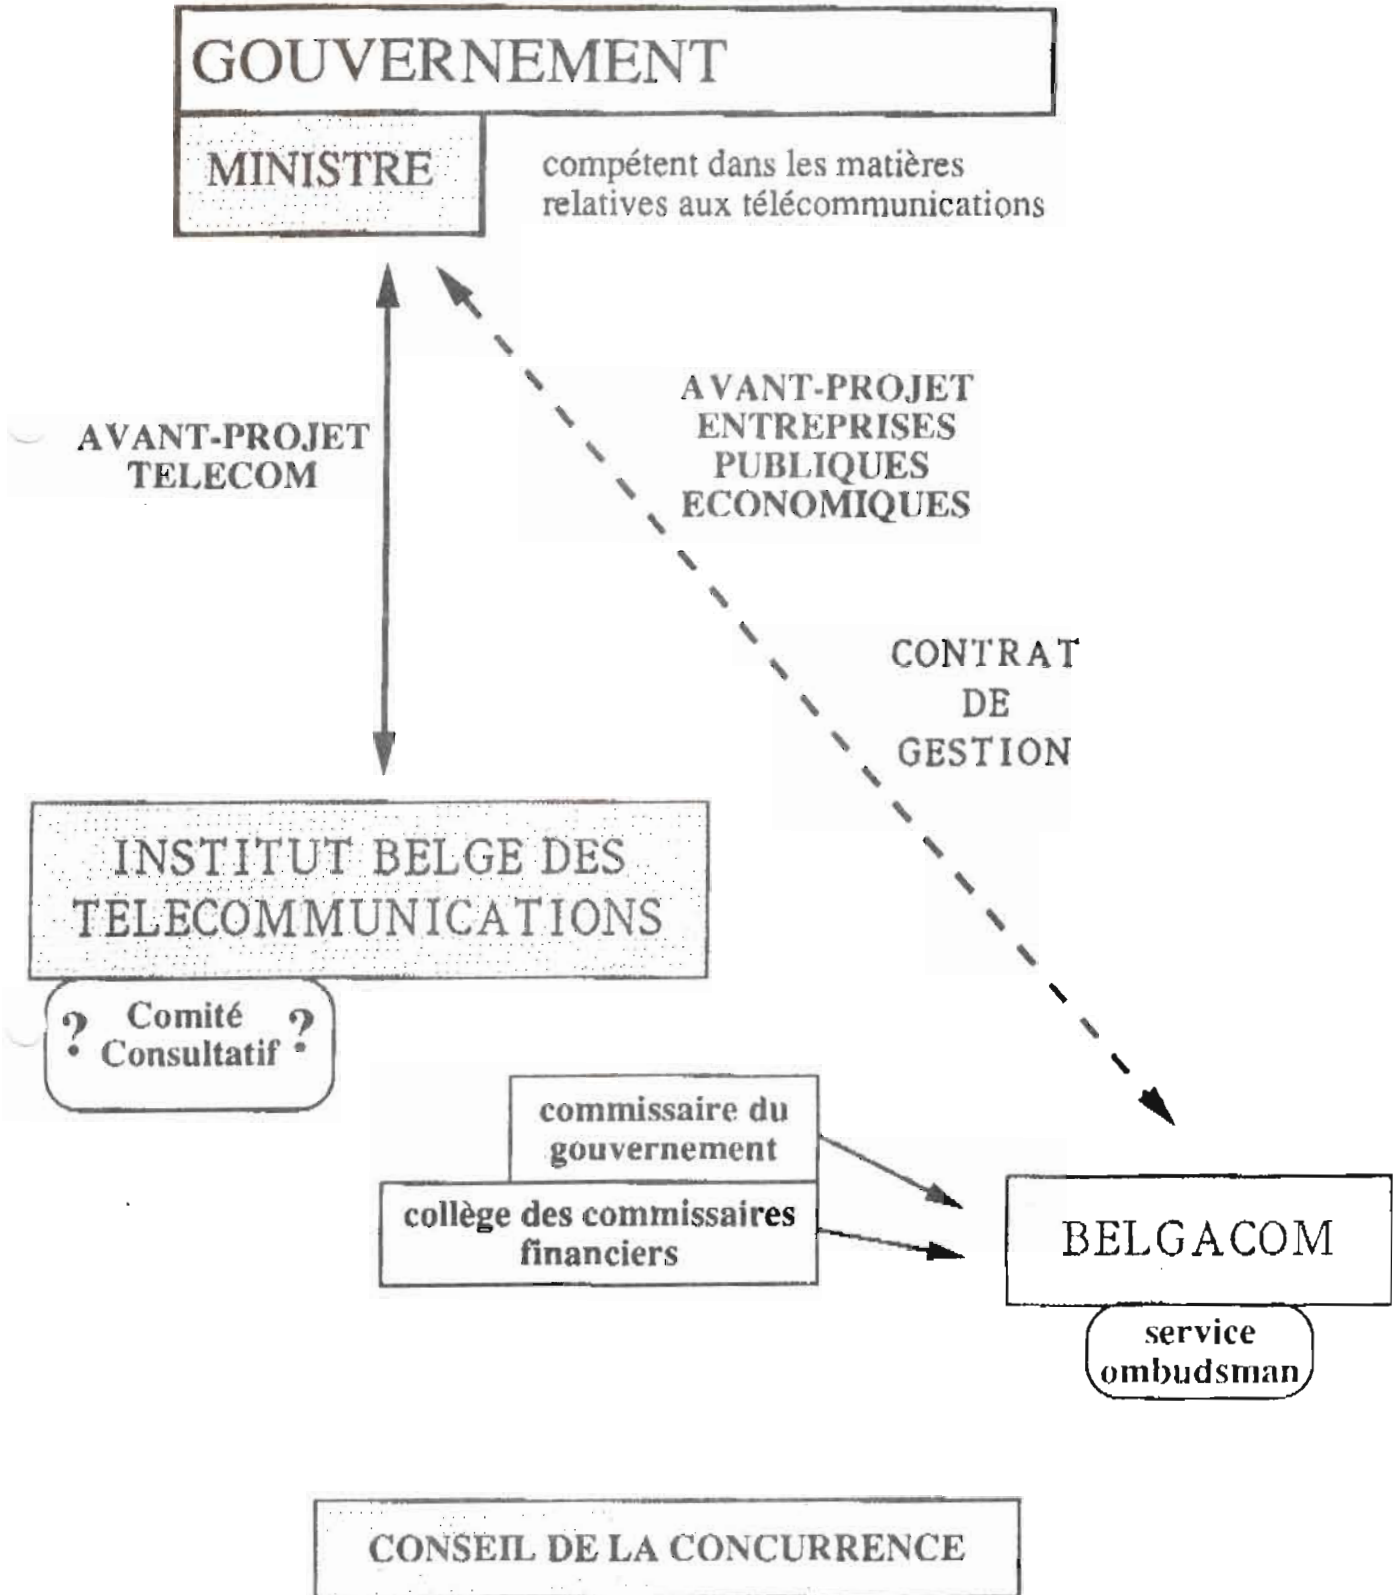 GOUVERNEMENT
MINISTRE
compétent dans les matières
relatives aux télécommunications
AVANT-PROJET
TELECOM
AVANT-PROJET
ENTREPRISES
PUBLIQUES
ECONOMIQUES
CONTRAT
DE
GESTION
INSTITUT BELGE DES
TELECOMMUNICATIONS
? Comité ?
Consultatif
commissaire du
gouvernement
collège des commissaires
financiers
BELGACOM
service
ombudsman
CONSEIL DE LA CONCURRENCE